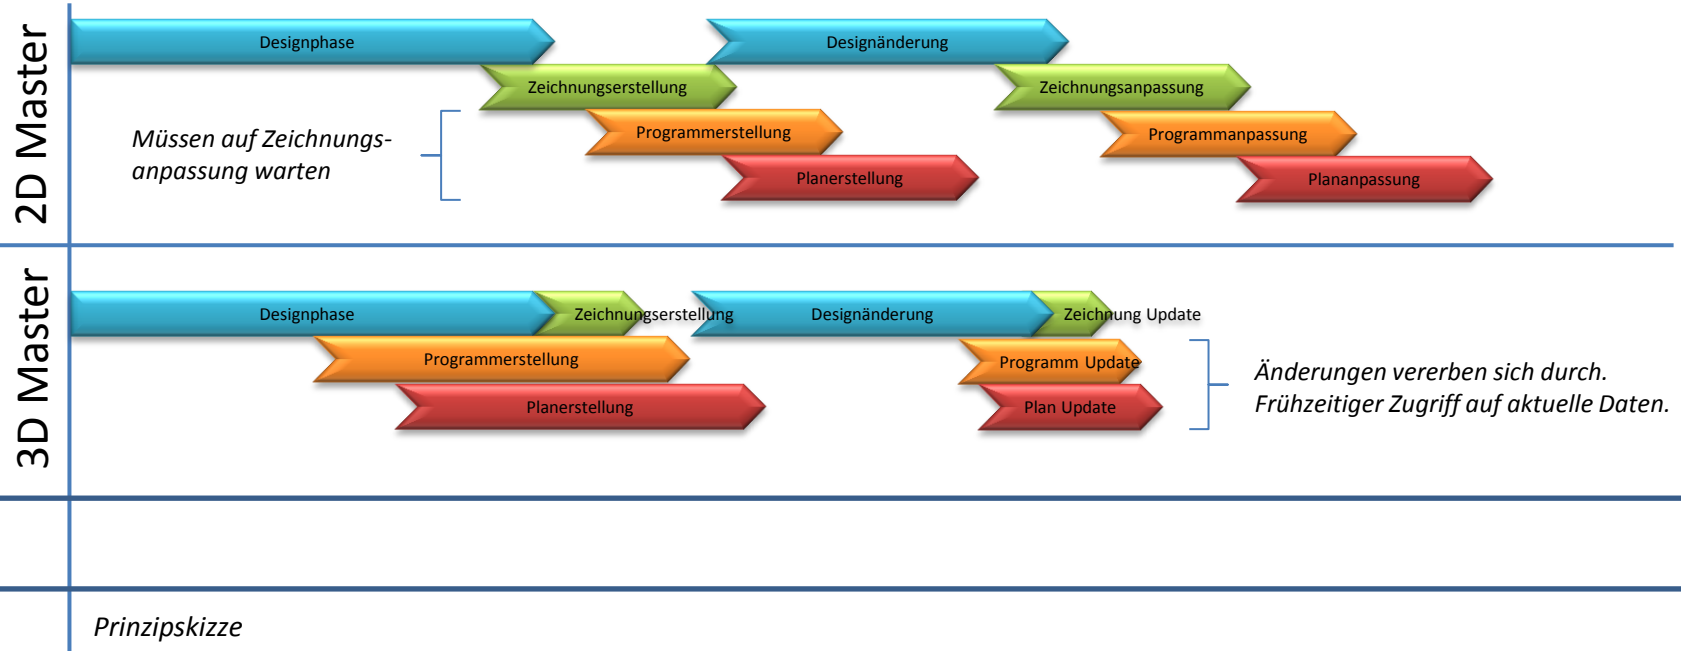 2D Master
Designphase
Designänderung
Zeichnungserstellung
Zeichnungsanpassung
Programmerstellung
Programmanpassung
Müssen auf Zeichnungs-
anpassung warten
Planerstellung
Plananpassung
3D Master
Designphase
Zeichnungserstellung
Designänderung
Zeichnung Update
Programmerstellung
Programm Update
Planerstellung
Plan Update
Änderungen vererben sich durch.
Frühzeitiger Zugriff auf aktuelle Daten.
Prinzipskizze